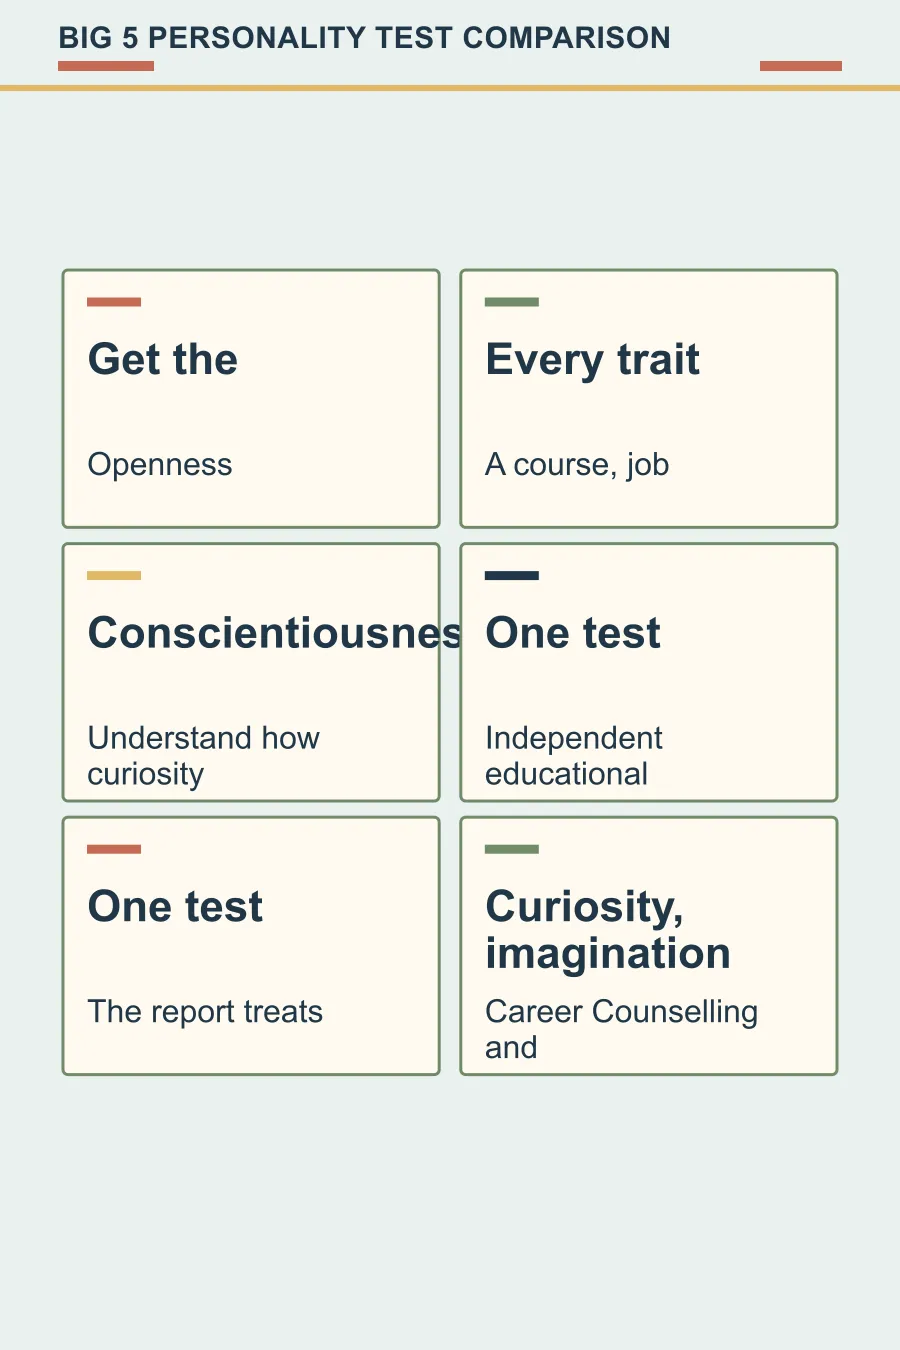 BIG 5 PERSONALITY TEST COMPARISON
Get the
Openness
Every trait
A course, job
Conscientiousnes
Understand how
curiosity
One test
Independent
educational
One test
The report treats
Curiosity,
imagination
Career Counselling
and